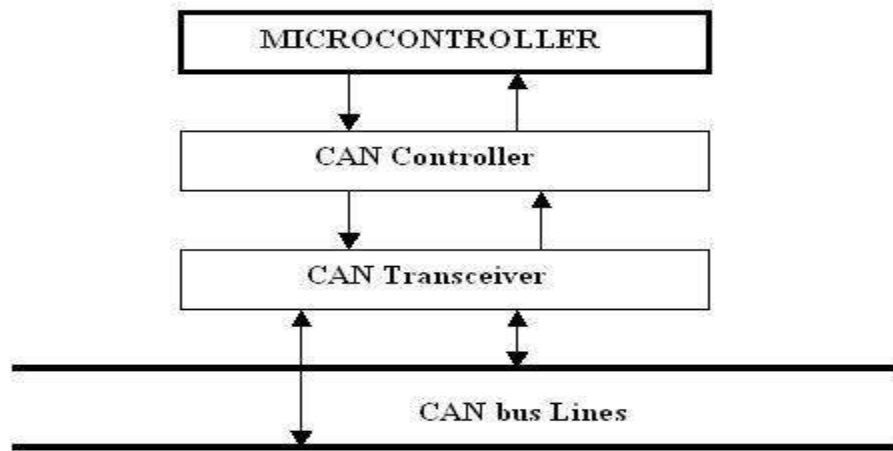 MICROCONTROLLER
CAN Controller
CAN Transceiver
CAN bus Lines